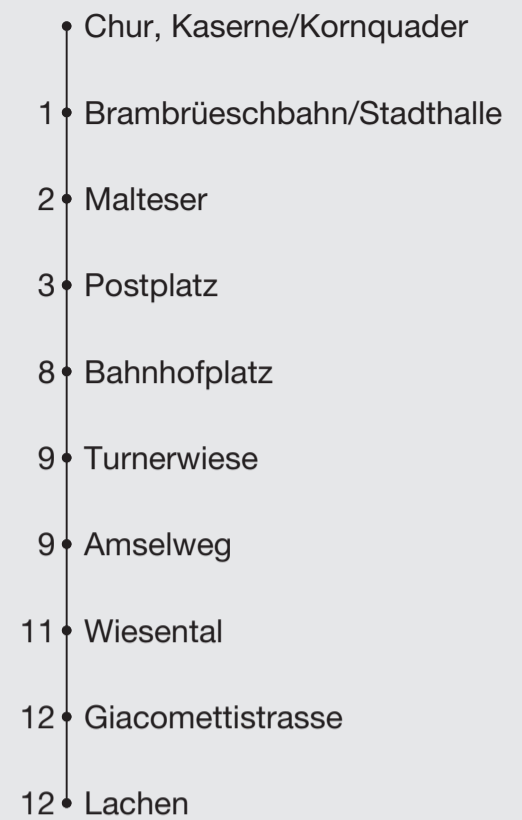 Chur, Kaserne/Kornquader
1 Brambrüeschbahn/Stadthalle
2 Malteser
3 Postplatz
8 Bahnhofplatz
9 Turnerwiese
9 Amselweg
11 Wiesental
12 Giacomettistrasse
12 Lachen